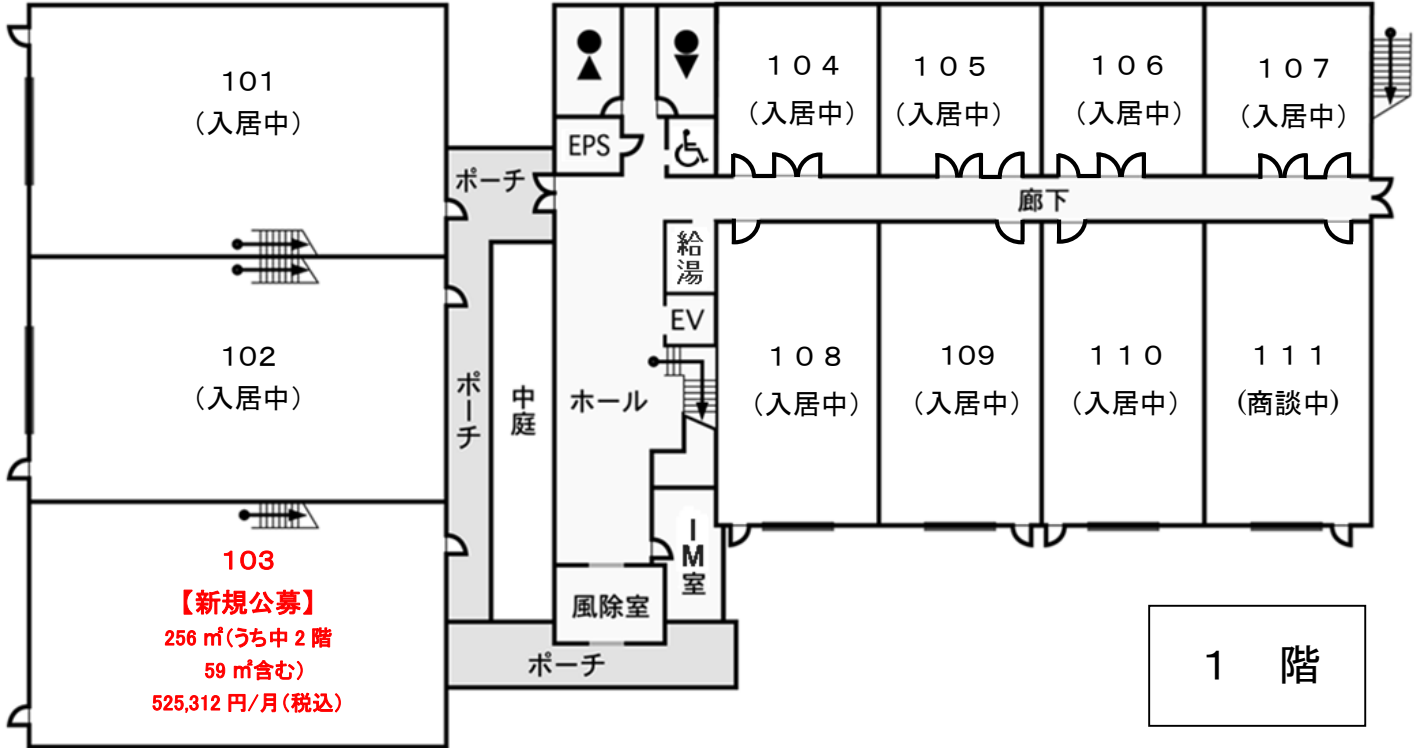 101
（入居中）
102
（入居中）
103
【新規公募】
256 ㎡（うち中２階
59 ㎡含む）
525,312 円/月（税込）
ポーチ
ポーチ
中庭
EPS
ホール
給湯
EV
IM室
風除室
ポーチ
１０４
（入居中）
１０５
（入居中）
１０６
（入居中）
１０７
（入居中）
廊下
１０８
（入居中）
109
（入居中）
１１０
（入居中）
１１１
（商談中）
１　階